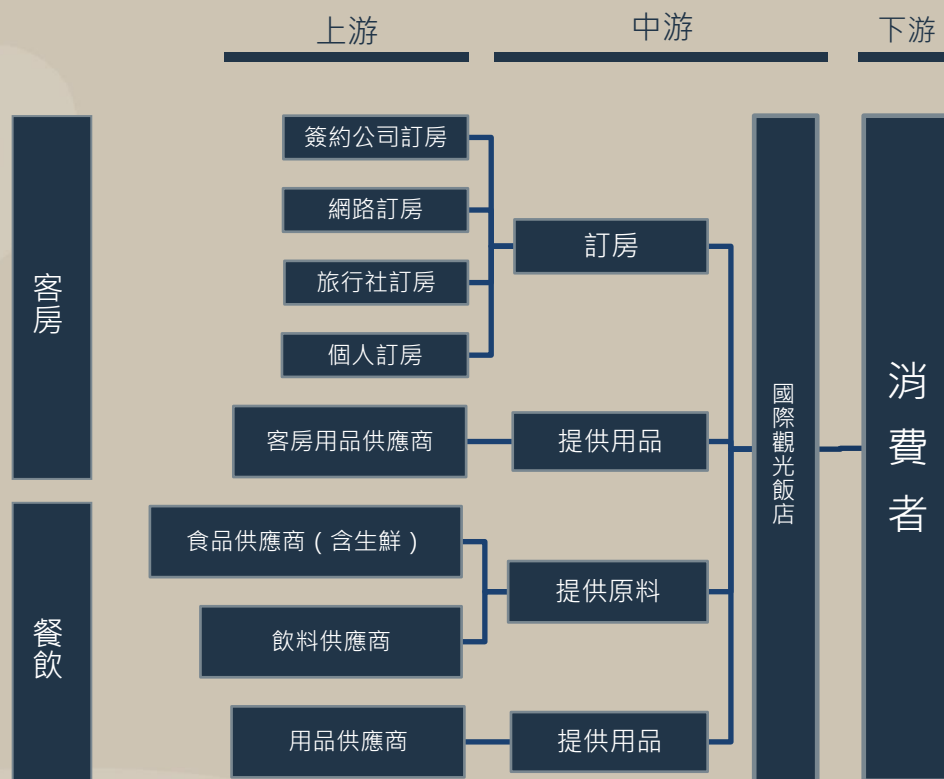 上游
中游
下游
客房
簽約公司訂房
網路訂房
旅行社訂房
個人訂房
訂房
客房用品供應商
提供用品
餐飲
食品供應商(含生鮮)
飲料供應商
提供原料
用品供應商
提供用品
國際觀光飯店
消費者